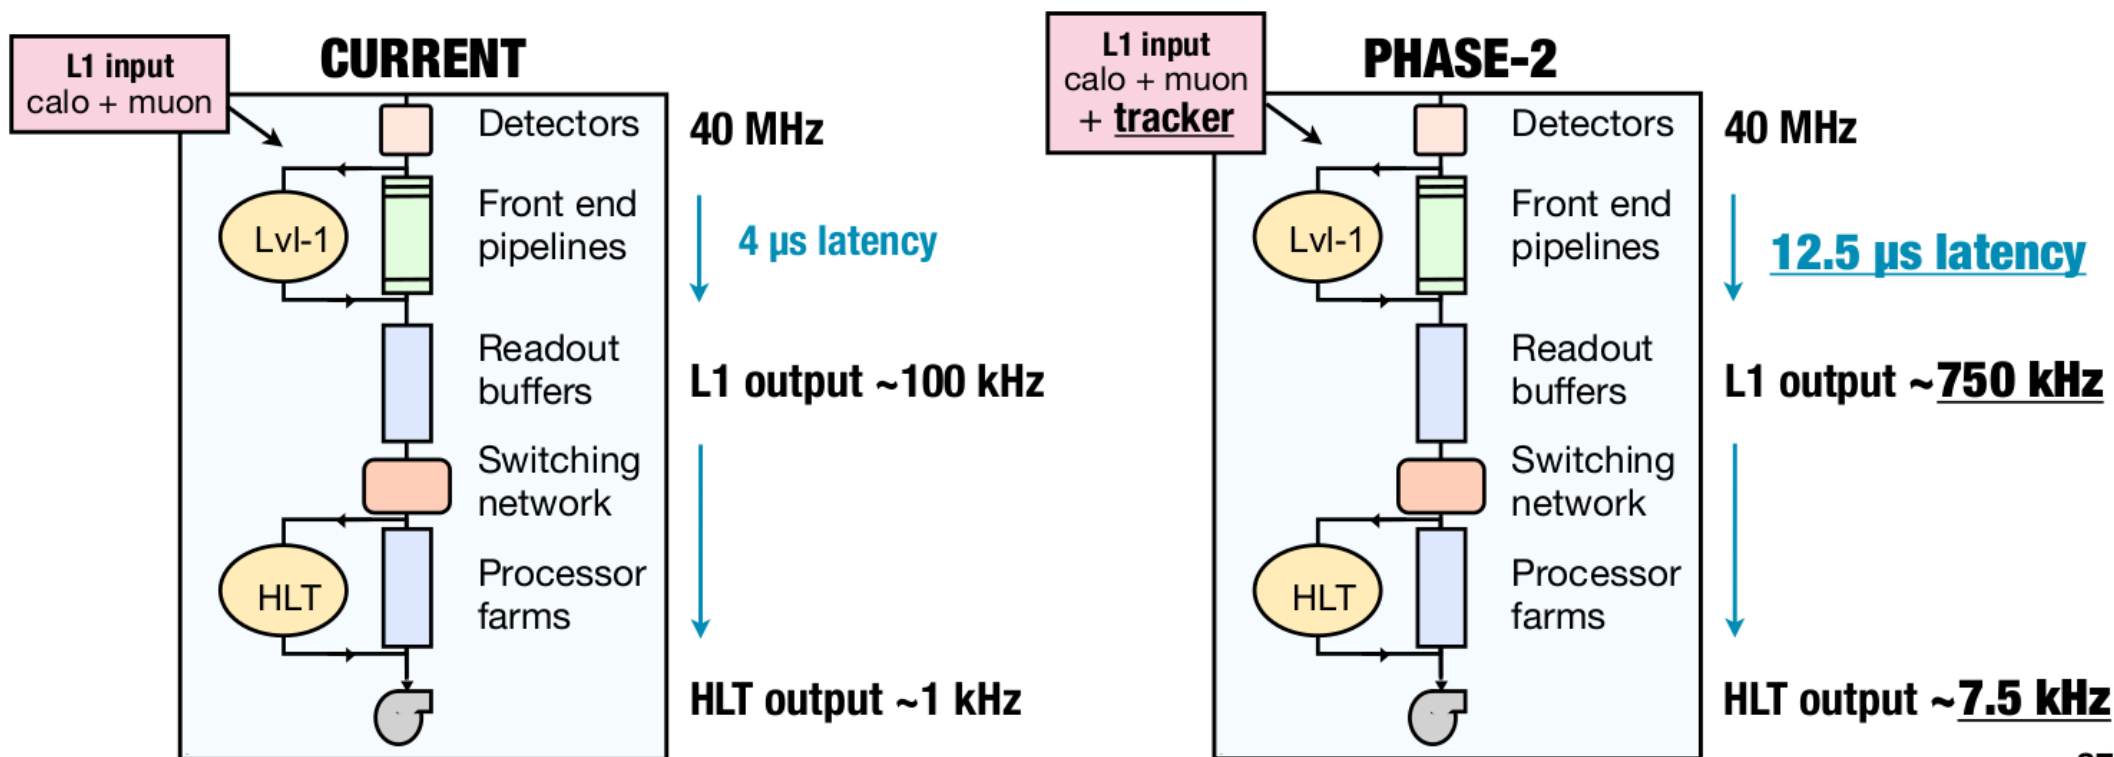 L1 input
calo + muon
CURRENT
Detectors
40 MHz
Lvl-1
Front end
pipelines
4 µs latency
Readout
buffers
L1 output ~100 kHz
Switching
network
HLT
Processor
farms
HLT output ~1 kHz
L1 input
calo + muon
+ tracker
PHASE-2
Detectors
40 MHz
Lvl-1
Front end
pipelines
12.5 µs latency
Readout
buffers
L1 output ~750 kHz
Switching
network
HLT
Processor
farms
HLT output ~7.5 kHz